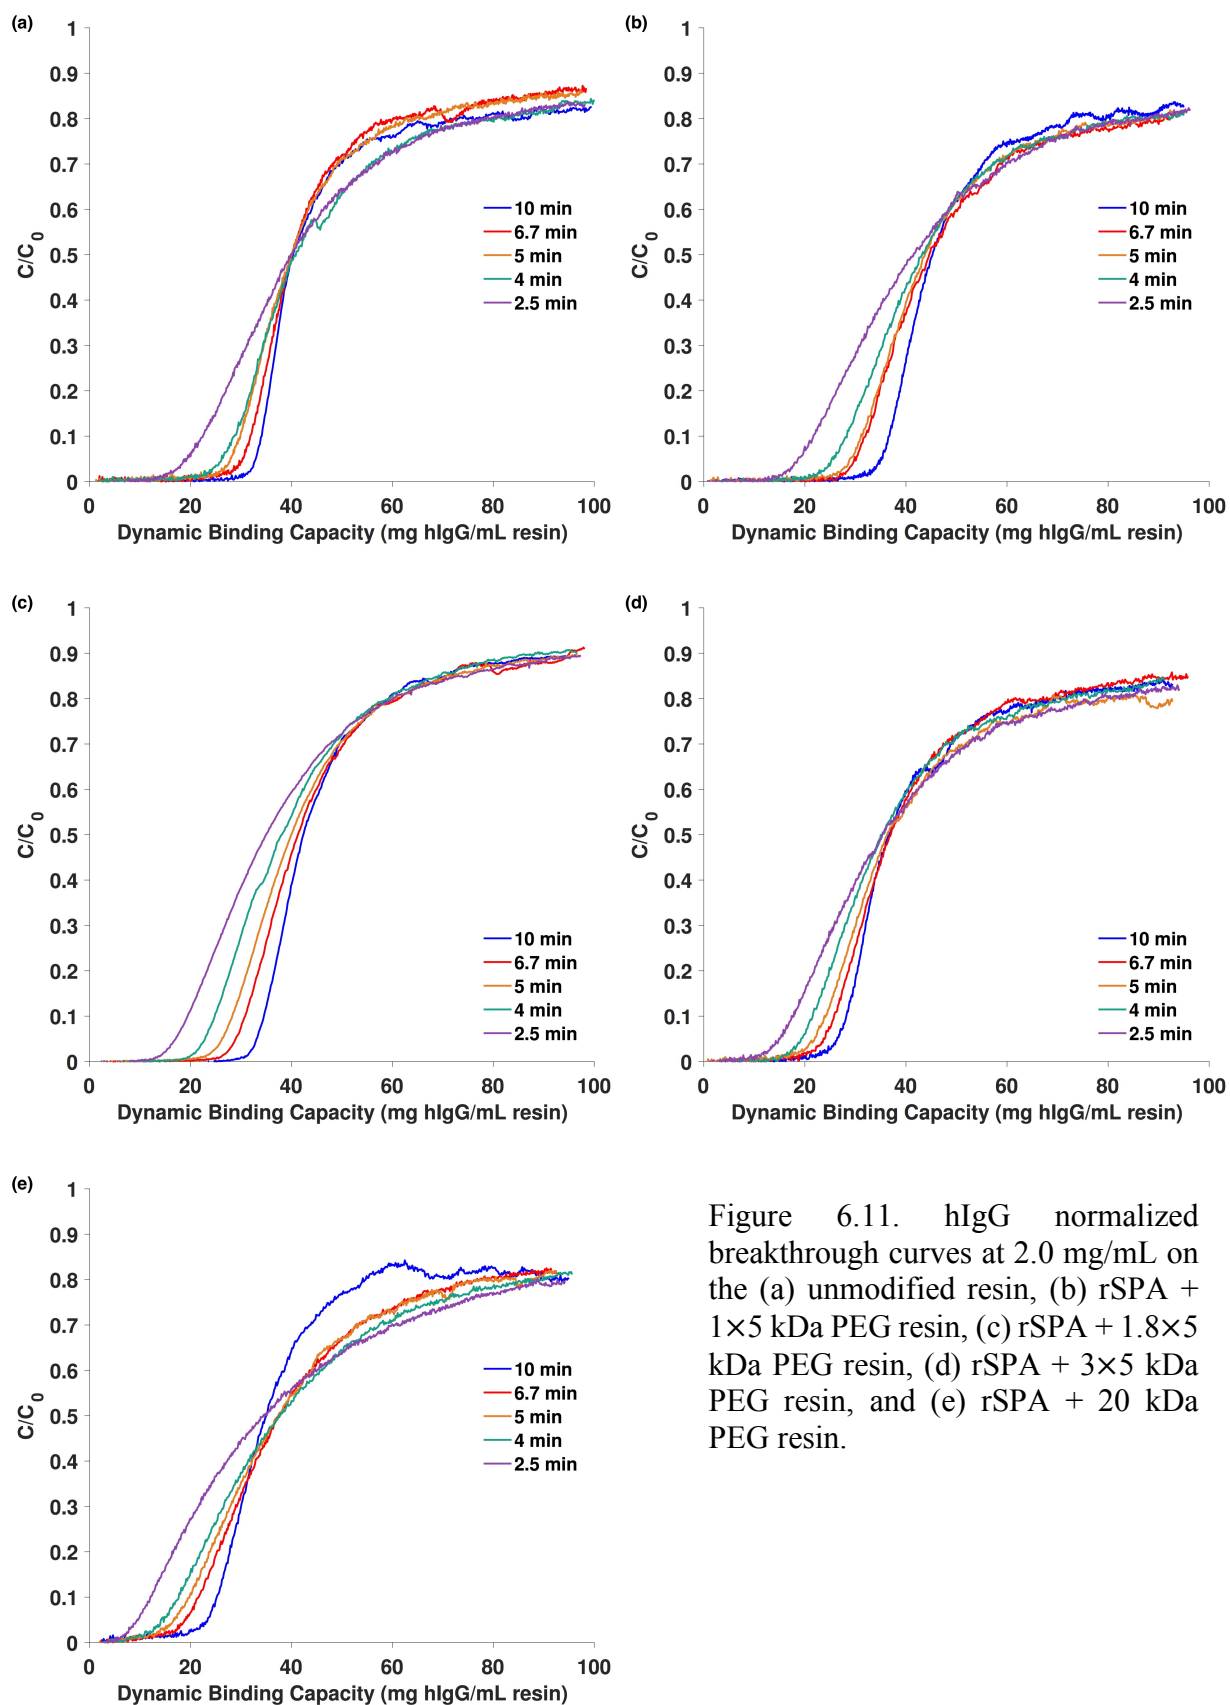 (a)
1
0.9
0.8
0.7
0.6
0.5
0.4
0.3
0.2
0.1
0
C/C0
10 min
6.7 min
5 min
4 min
2.5 min
0 20 40 60 80 100
Dynamic Binding Capacity (mg hIgG/mL resin)
(b)
1
0.9
0.8
0.7
0.6
0.5
0.4
0.3
0.2
0.1
0
C/C0
10 min
6.7 min
5 min
4 min
2.5 min
0 20 40 60 80 100
Dynamic Binding Capacity (mg hIgG/mL resin)
(c)
1
0.9
0.8
0.7
0.6
0.5
0.4
0.3
0.2
0.1
0
C/C0
10 min
6.7 min
5 min
4 min
2.5 min
0 20 40 60 80 100
Dynamic Binding Capacity (mg hIgG/mL resin)
(d)
1
0.9
0.8
0.7
0.6
0.5
0.4
0.3
0.2
0.1
0
C/C0
10 min
6.7 min
5 min
4 min
2.5 min
0 20 40 60 80 100
Dynamic Binding Capacity (mg hIgG/mL resin)
(e)
1
0.9
0.8
0.7
0.6
0.5
0.4
0.3
0.2
0.1
0
C/C0
10 min
6.7 min
5 min
4 min
2.5 min
0 20 40 60 80 100
Dynamic Binding Capacity (mg hIgG/mL resin)
Figure 6.11. hIgG normalized
breakthrough curves at 2.0 mg/mL on
the (a) unmodified resin, (b) rSPA +
1×5 kDa PEG resin, (c) rSPA + 1.8×5
kDa PEG resin, (d) rSPA + 3×5 kDa
PEG resin, and (e) rSPA + 20 kDa
PEG resin.